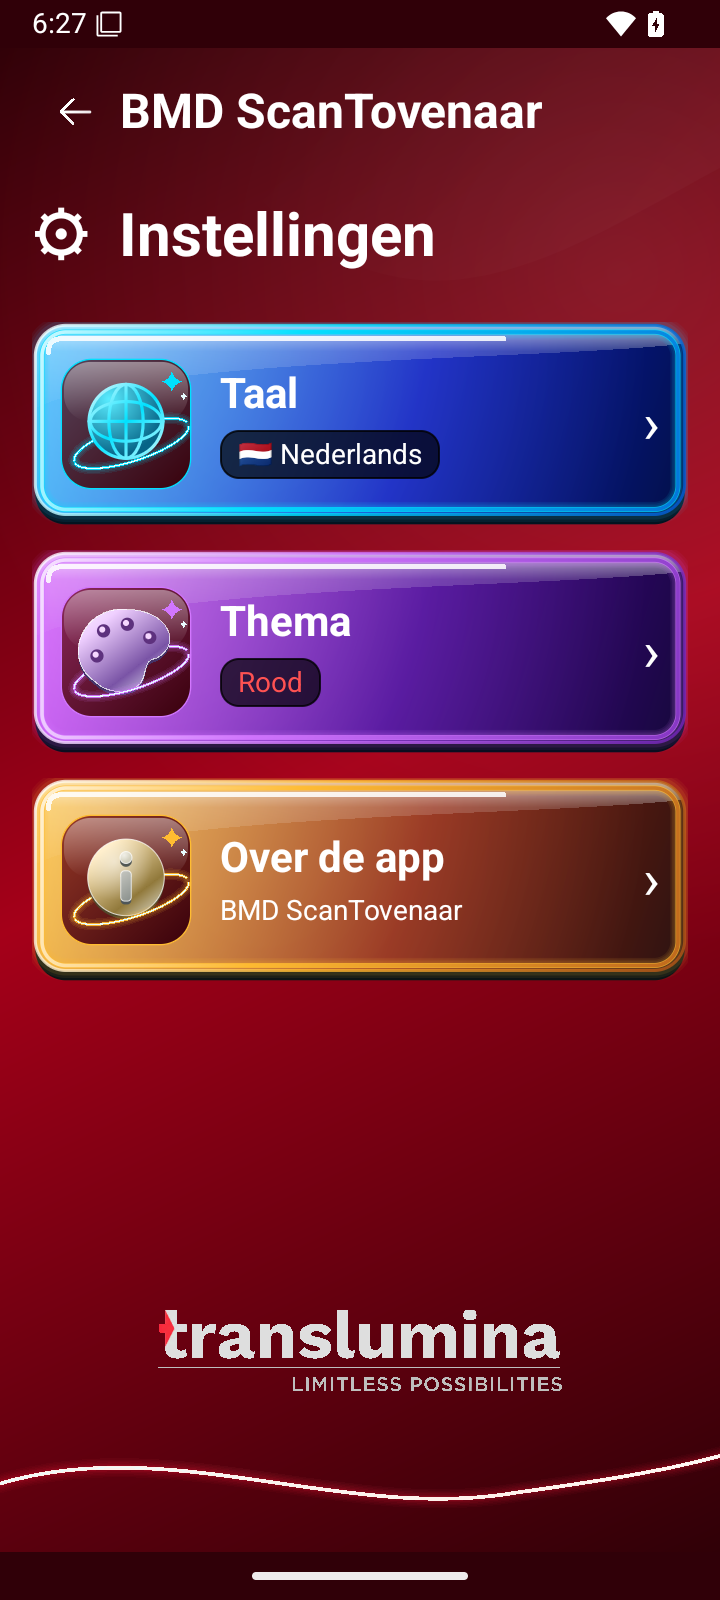 6:27
BMD ScanTovenaar
Instellingen
Taal
Nederlands
Thema
Rood
Over de app
BMD ScanTovenaar
translumina
LIMITLESS POSSIBILITIES